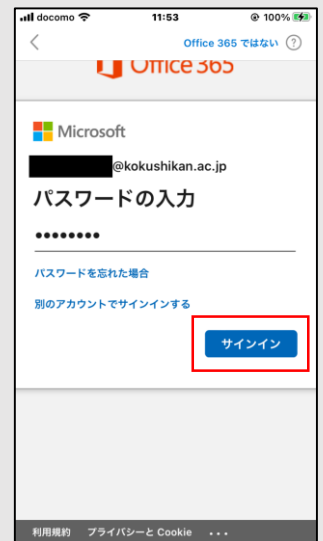 docomo 11:53 100%
Office 365 ではない ?
Office 365
Microsoft
@kokushikan.ac.jp
パスワードの入力
••••••••
パスワードを忘れた場合
別のアカウントでサインインする
サインイン
利用規約 プライバシーと Cookie ...